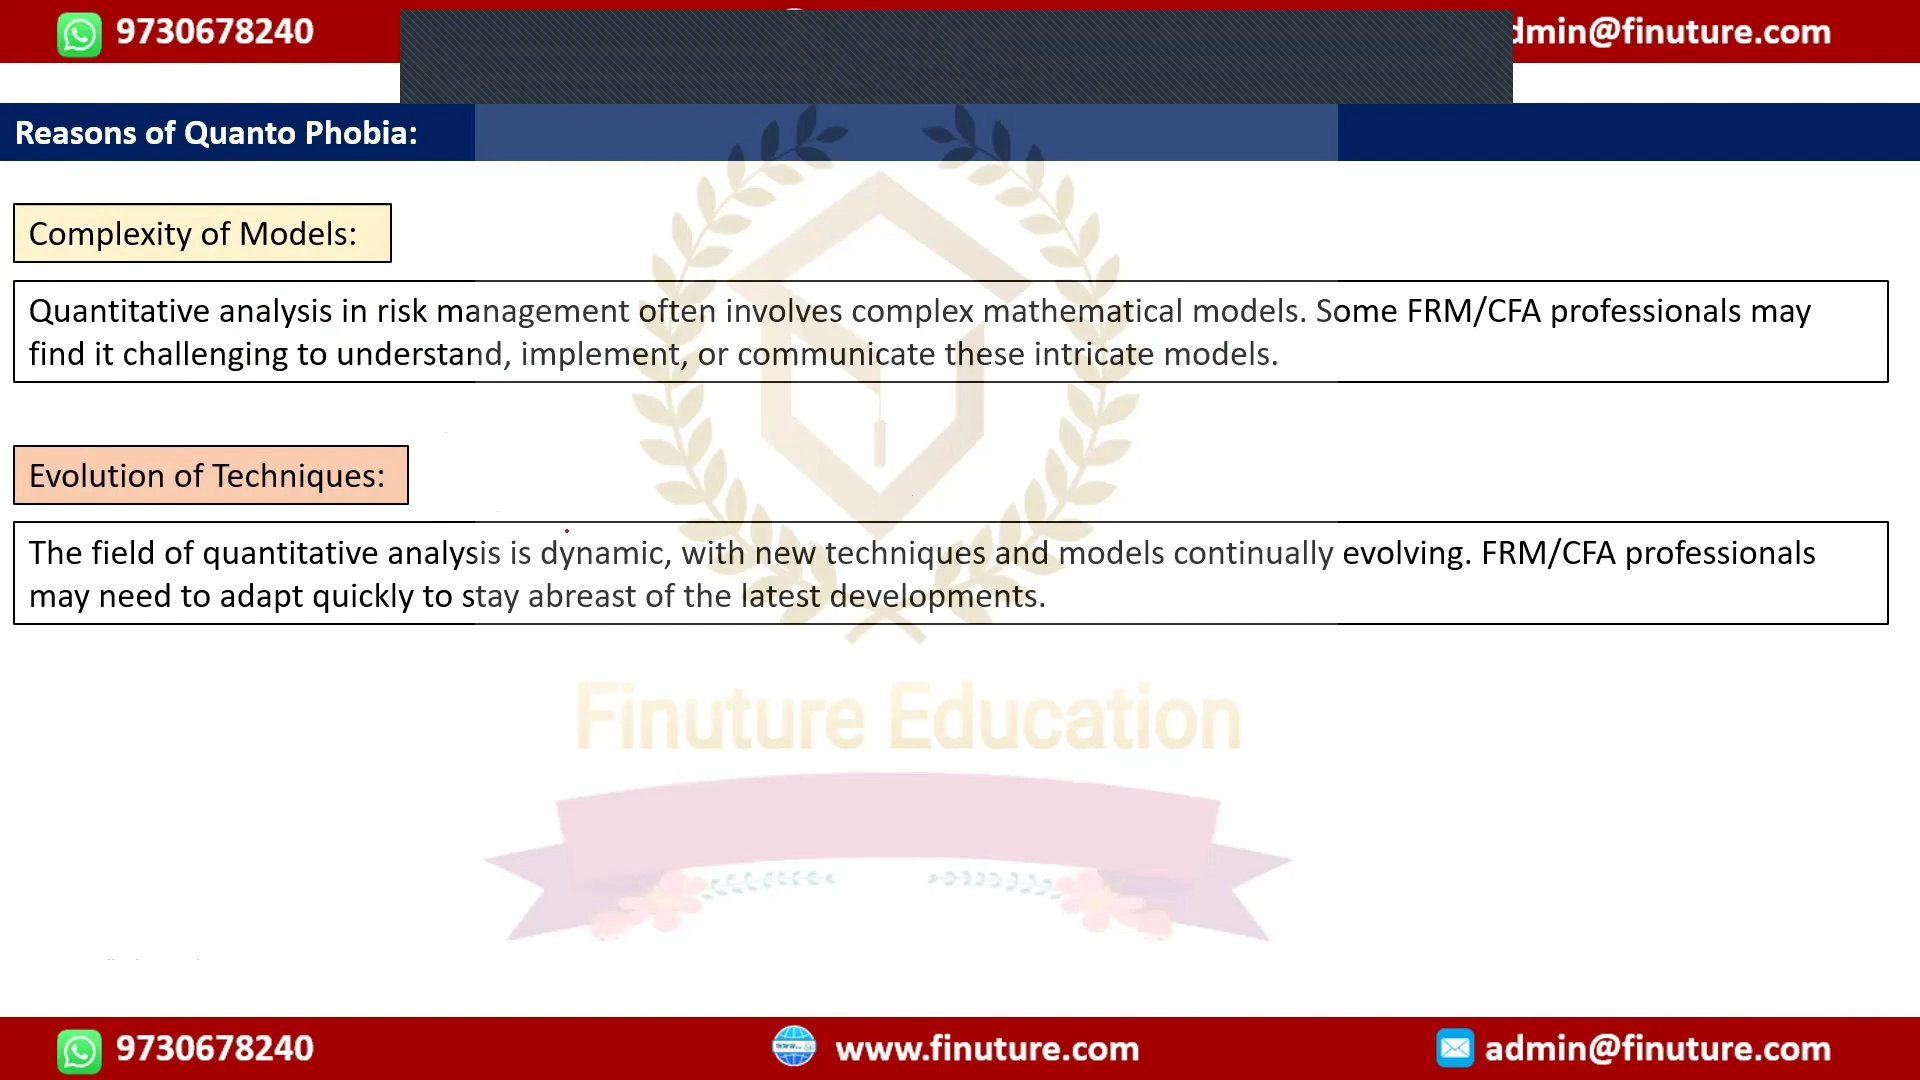 9730678240
dmin@finuture.com
Reasons of Quanto Phobia:
Complexity of Models:
Quantitative analysis in risk management often involves complex mathematical models. Some FRM/CFA professionals may
find it challenging to understand, implement, or communicate these intricate models.
Evolution of Techniques:
The field of quantitative analysis is dynamic, with new techniques and models continually evolving. FRM/CFA professionals
may need to adapt quickly to stay abreast of the latest developments.
Finuture Education
9730678240
www.finuture.com
admin@finuture.com